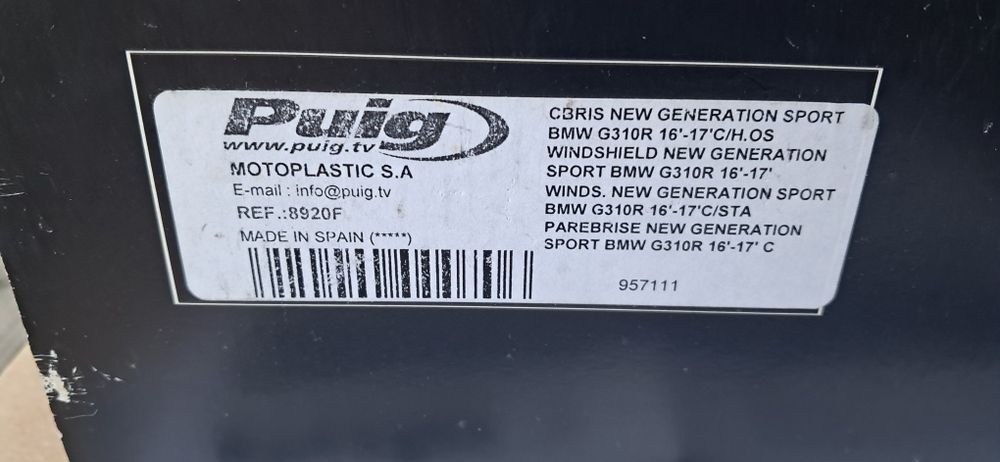 Puig
www.puig.tv
MOTOPLASTIC S.A
E-mail : info@puig.tv
REF.:8920F
MADE IN SPAIN (*****)
CBRIS NEW GENERATION SPORT
BMW G310R 16'-17'C/H.OS
WINDSHIELD NEW GENERATION
SPORT BMW G310R 16'-17'
WINDS. NEW GENERATION SPORT
BMW G310R 16'-17'C/STA
PAREBRISE NEW GENERATION
SPORT BMW G310R 16'-17' C
957111